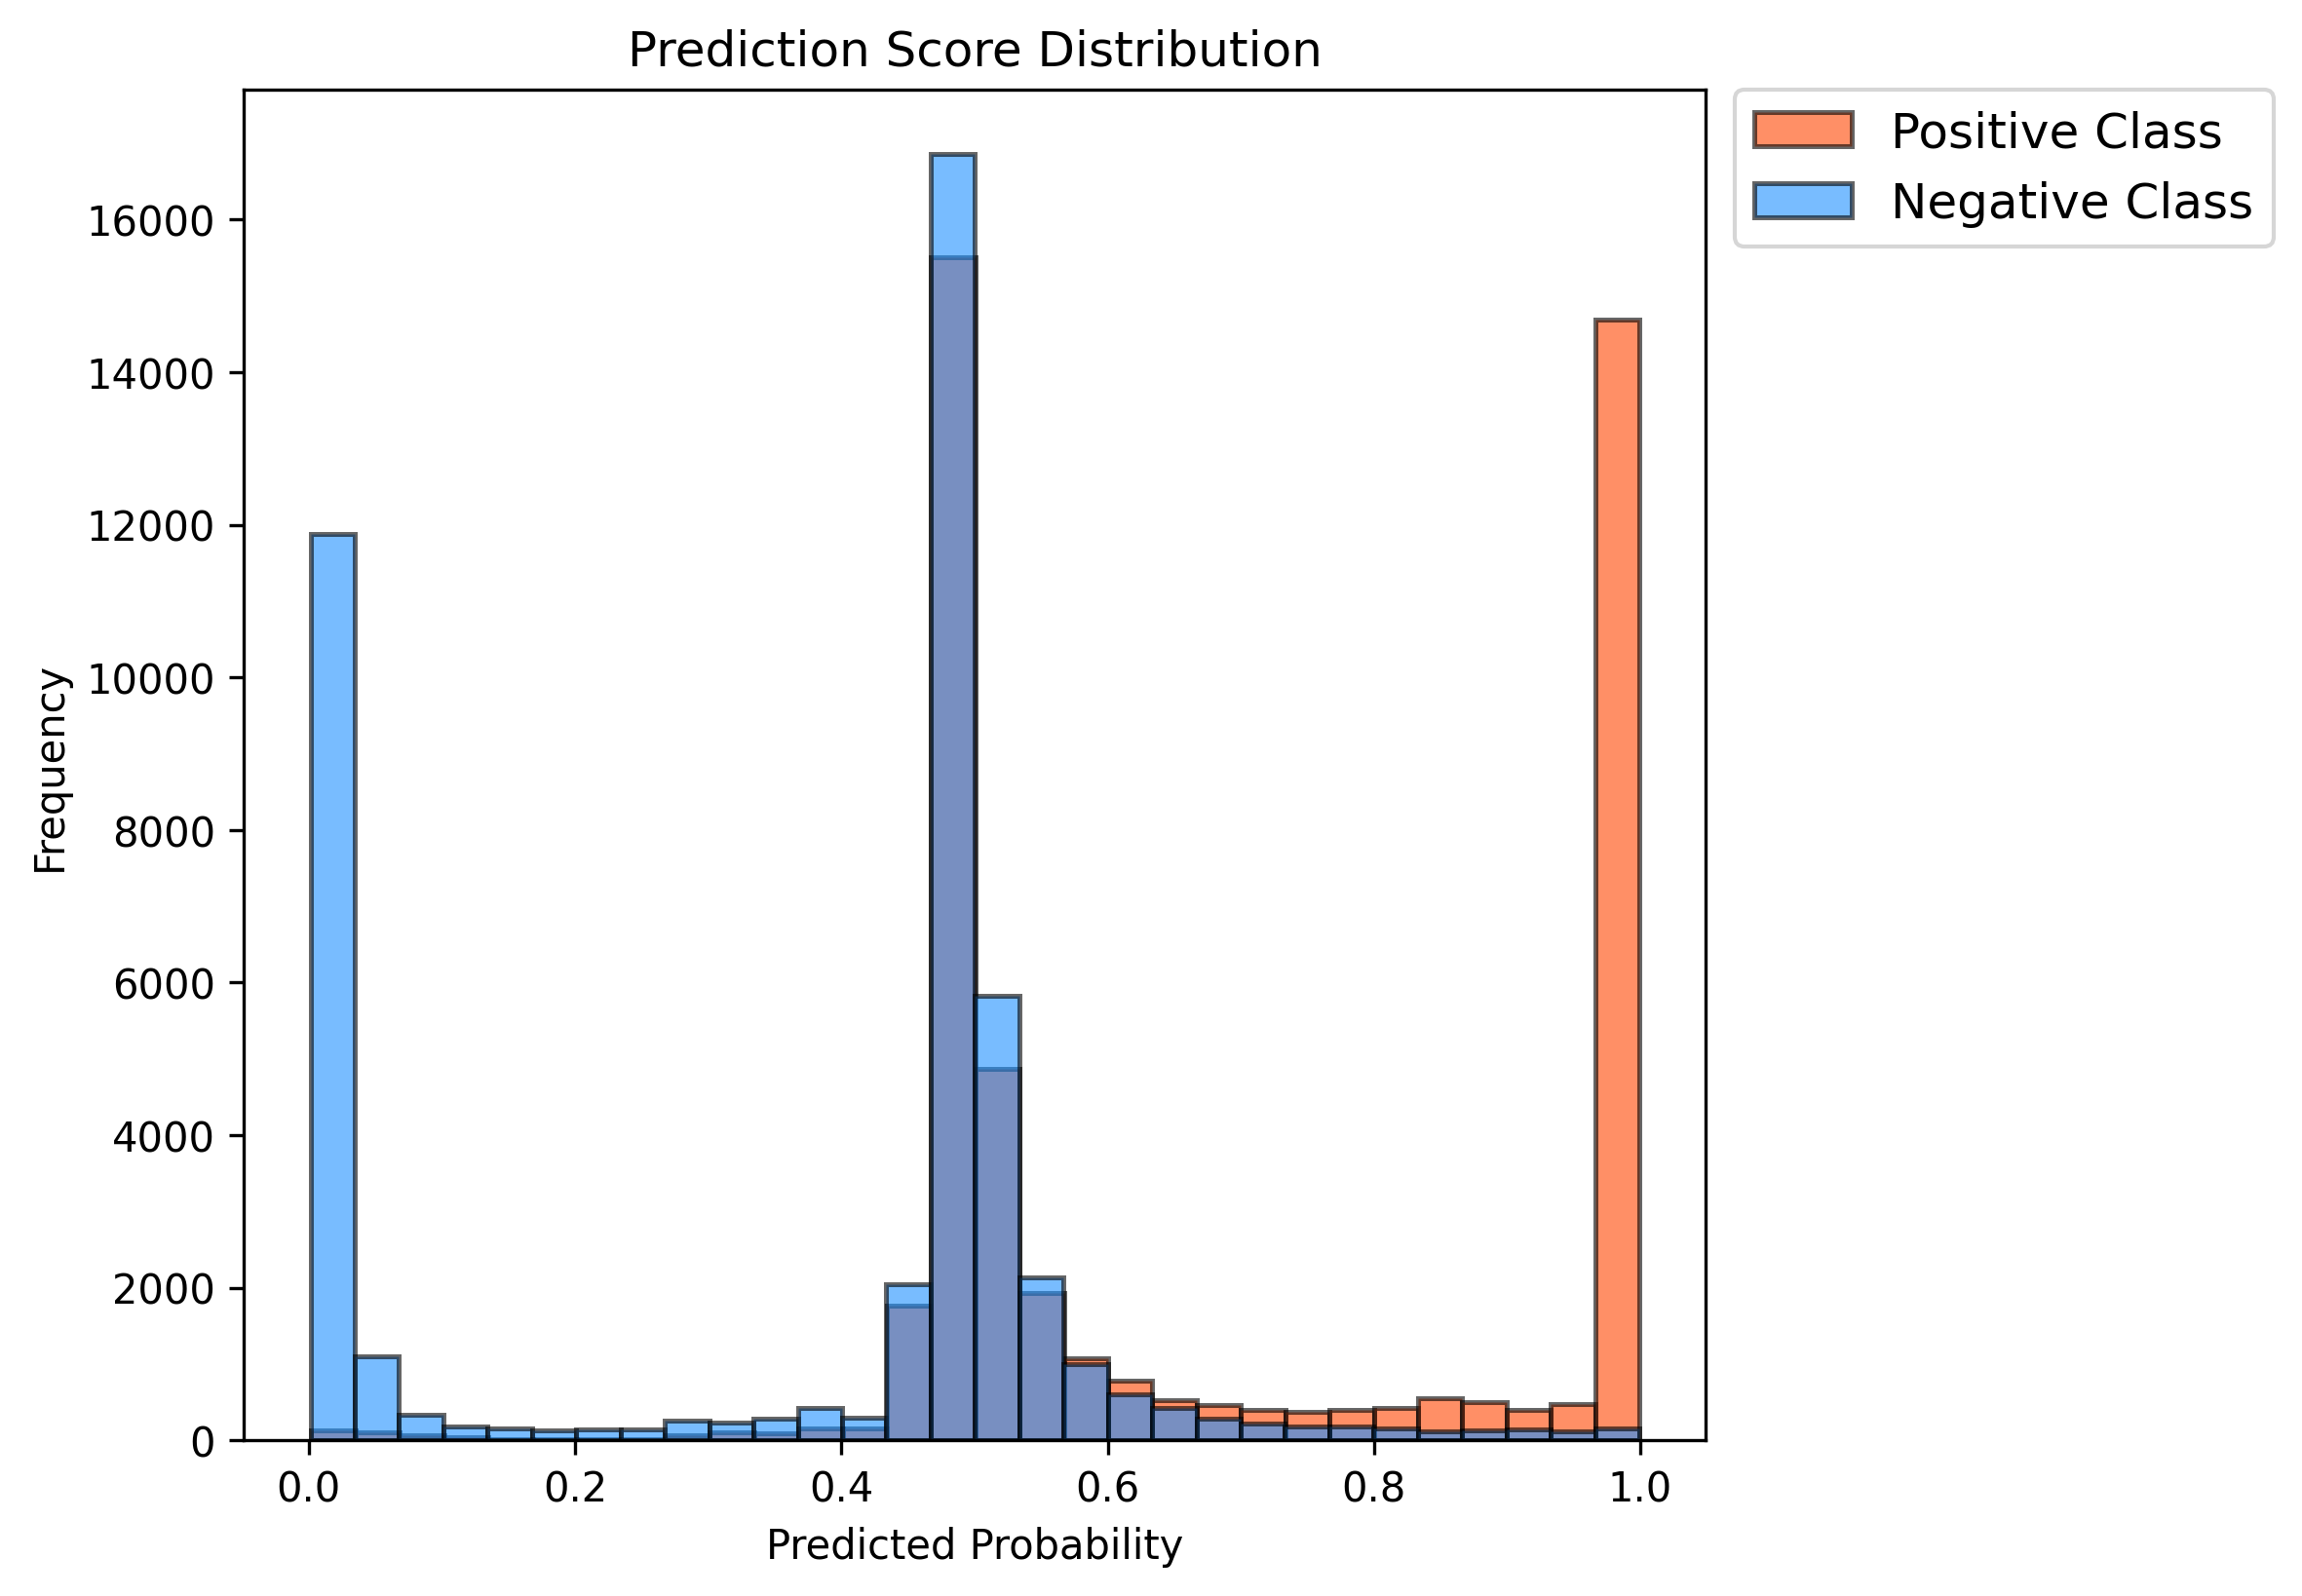 Prediction Score Distribution
Positive Class
Negative Class
Frequency
16000
14000
12000
10000
8000
6000
4000
2000
0
0.0 0.2 0.4 0.6 0.8 1.0
Predicted Probability